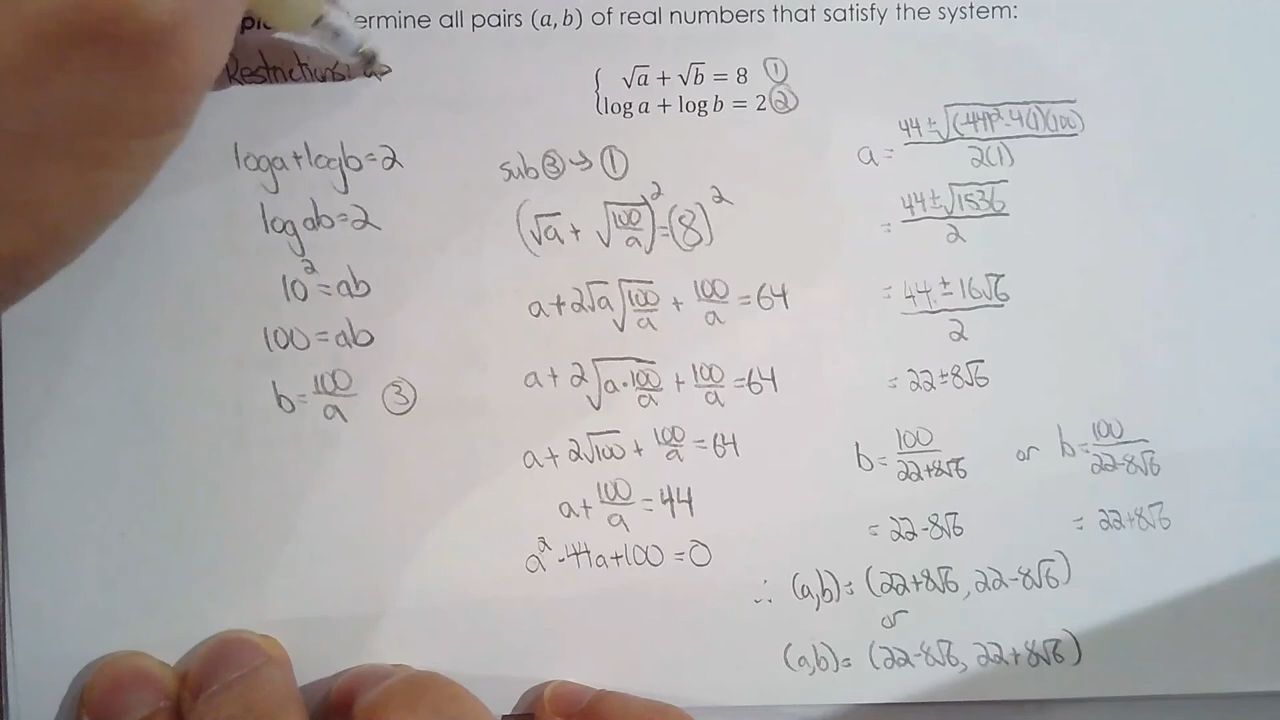 ermine all pairs (a, b) of real numbers that satisfy the system:
Restrictions: a>
√a + √b = 8 ①
log a + log b = 2 ②
loga+logb=2
logab=2
10²=ab
100=ab
b=100/a ③
sub ③→①
(√a + √(100/a))²=(8)²
a+2√a√(100/a) + 100/a = 64
a+2√(a·100/a) + 100/a = 64
a+2√100 + 100/a = 64
a+100/a = 44
a²-44a+100=0
a= (44±√((-44)²-4(1)(100)))/2(1)
= (44±√1536)/2
= (44±16√6)/2
= 22±8√6
b= 100/(22+8√6) or b= 100/(22-8√6)
= 22-8√6 = 22+8√6
∴ (a,b)= (22+8√6, 22-8√6)
or
(a,b)= (22-8√6, 22+8√6)